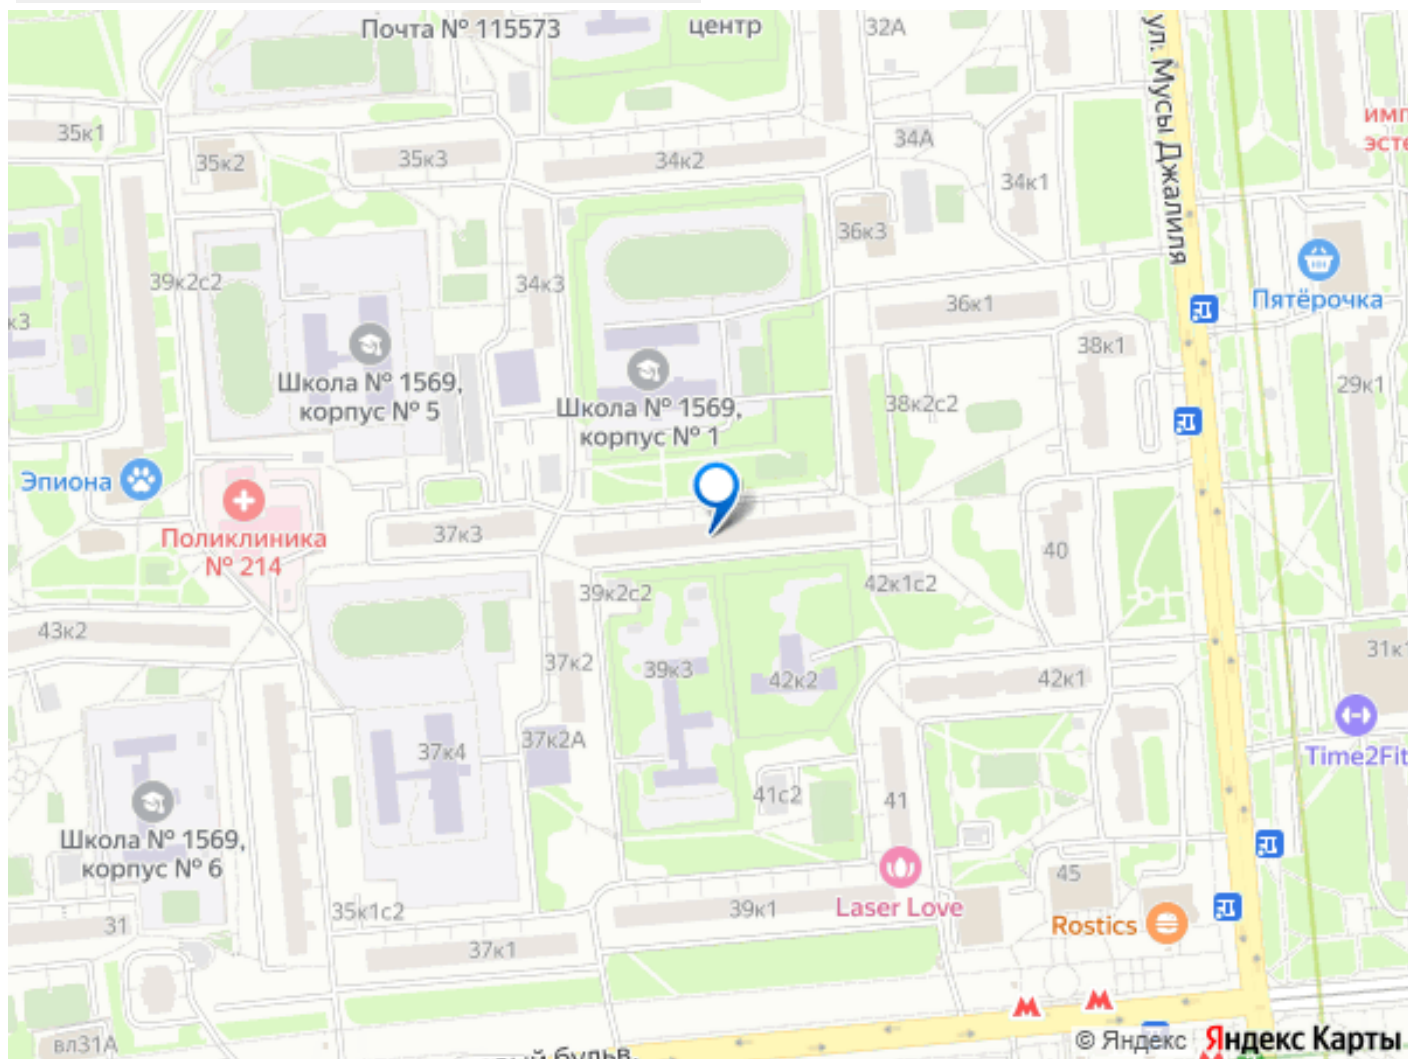 Почта № 115573
центр
32А
ул. Мусы Джалиля
35к1
35к2
35к3
34к2
34А
34к1
36к3
39к2с2
34к3
36к1
Пятёрочка
к3
Школа № 1569,
корпус № 5
Школа № 1569,
корпус № 1
38к1
38к2с2
29к1
Эпиона
Поликлиника
№ 214
37к3
40
39к2с2
42к1с2
43к2
37к2
39к3
42к2
42к1
31к1
37к4
37к2А
41с2
41
Time2Fit
Школа № 1569,
корпус № 6
45
Laser Love
Rostics
31
35к1с2
39к1
37к1
вл31А
© Яндекс Яндекс Карты